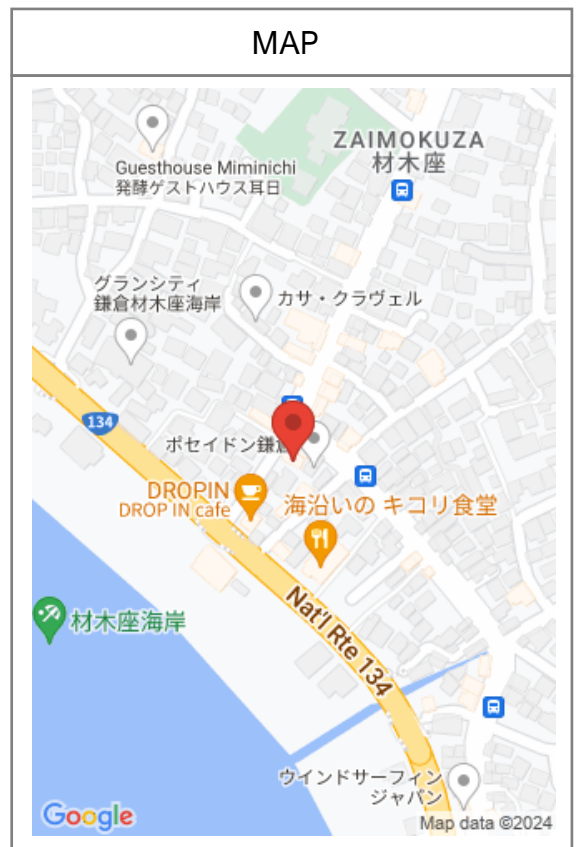 MAP
ZAIMOKUZA
材木座
Guesthouse Miminichi
発酵ゲストハウス耳日
グランシティ
鎌倉材木座海岸
カサ・クラヴェル
134
ポセイドン鎌倉
DROPIN
DROP IN cafe
海沿いの キコリ食堂
材木座海岸
Nat'l Rte 134
ウインドサーフィン
ジャパン
Google
Map data ©2024